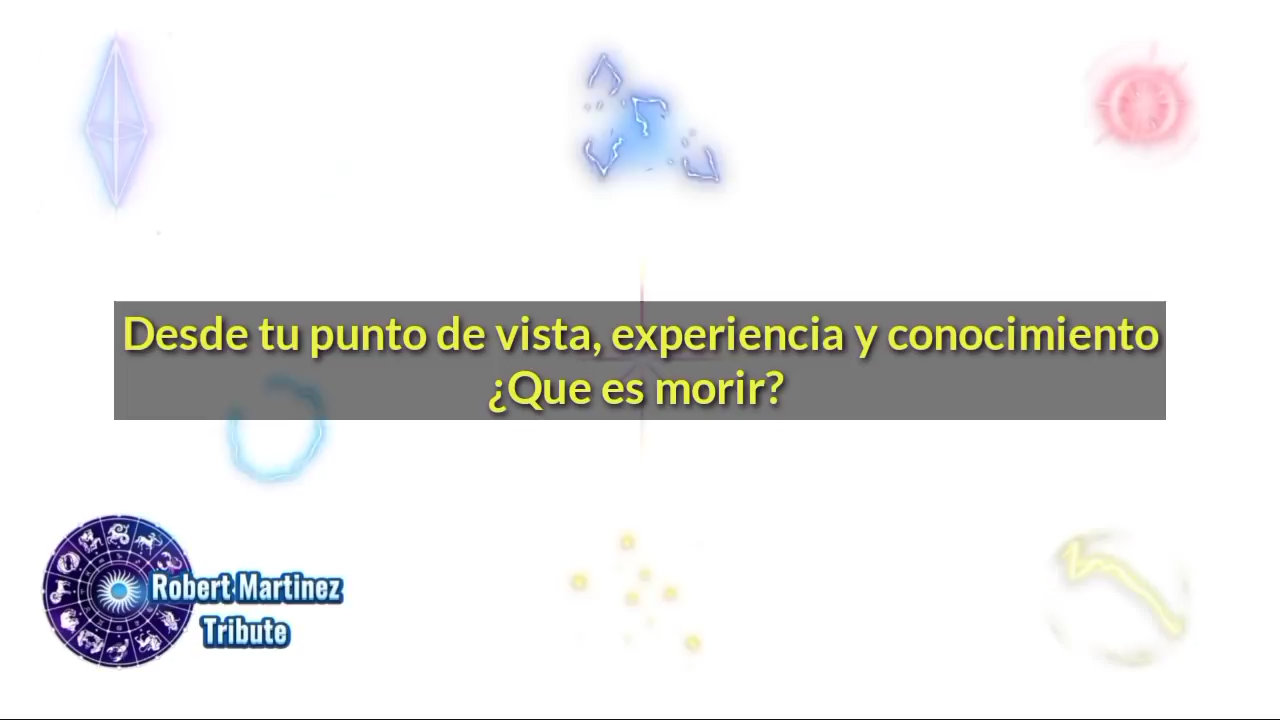 Desde tu punto de vista, experiencia y conocimiento
¿Que es morir?
Robert Martinez
Tribute